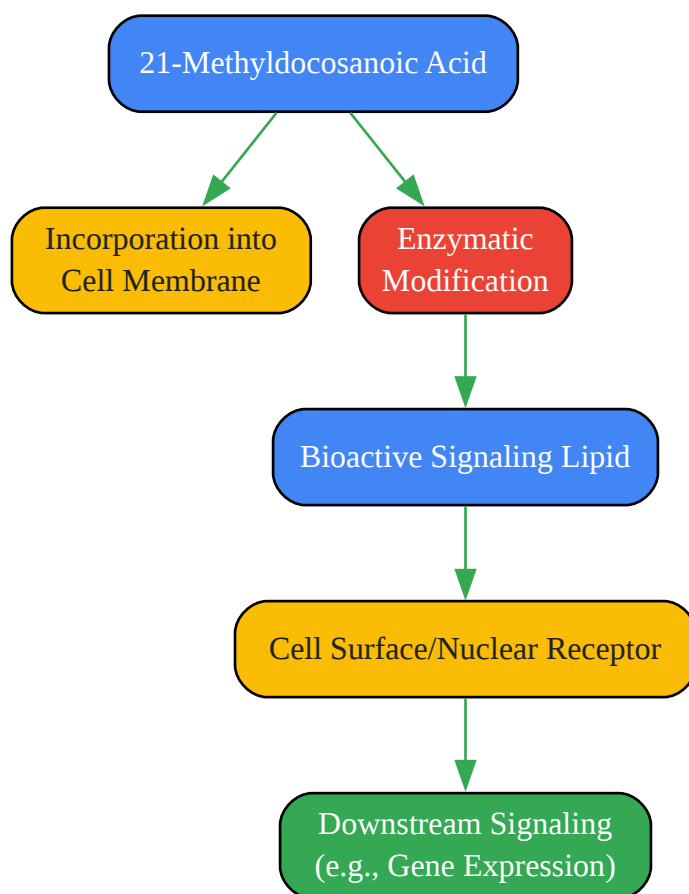 21-Methyldocosanoic Acid
Incorporation into
Cell Membrane
Enzymatic
Modification
Bioactive Signaling Lipid
Cell Surface/Nuclear Receptor
Downstream Signaling
(e.g., Gene Expression)